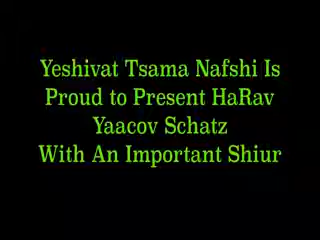 Yeshivat Tsama Nafshi Is
Proud to Present HaRav
Yaacov Schatz
With An Important Shiur